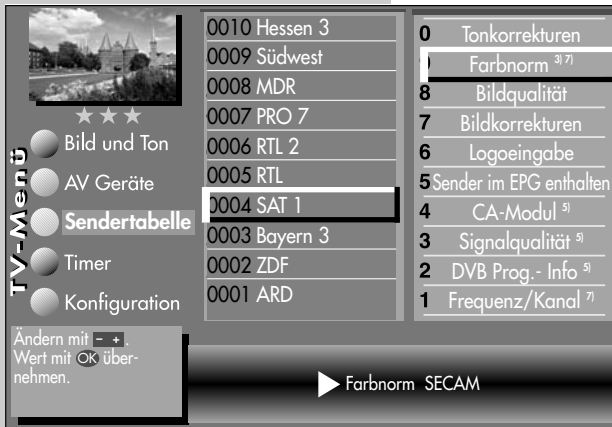 TV-Menü
Bild und Ton
AV Geräte
Sendertabelle
Timer
Konfiguration
Ändern mit - + .
Wert mit OK über-
nehmen.
0010 Hessen 3
0009 Südwest
0008 MDR
0007 PRO 7
0006 RTL 2
0005 RTL
0004 SAT 1
0003 Bayern 3
0002 ZDF
0001 ARD
0 Tonkorrekturen
9 Farbnorm 3) 7)
8 Bildqualität
7 Bildkorrekturen
6 Logoeingabe
5 Sender im EPG enthalten
4 CA-Modul 5)
3 Signalqualität 5)
2 DVB Prog.- Info 5)
1 Frequenz/Kanal 7)
Farbnorm SECAM